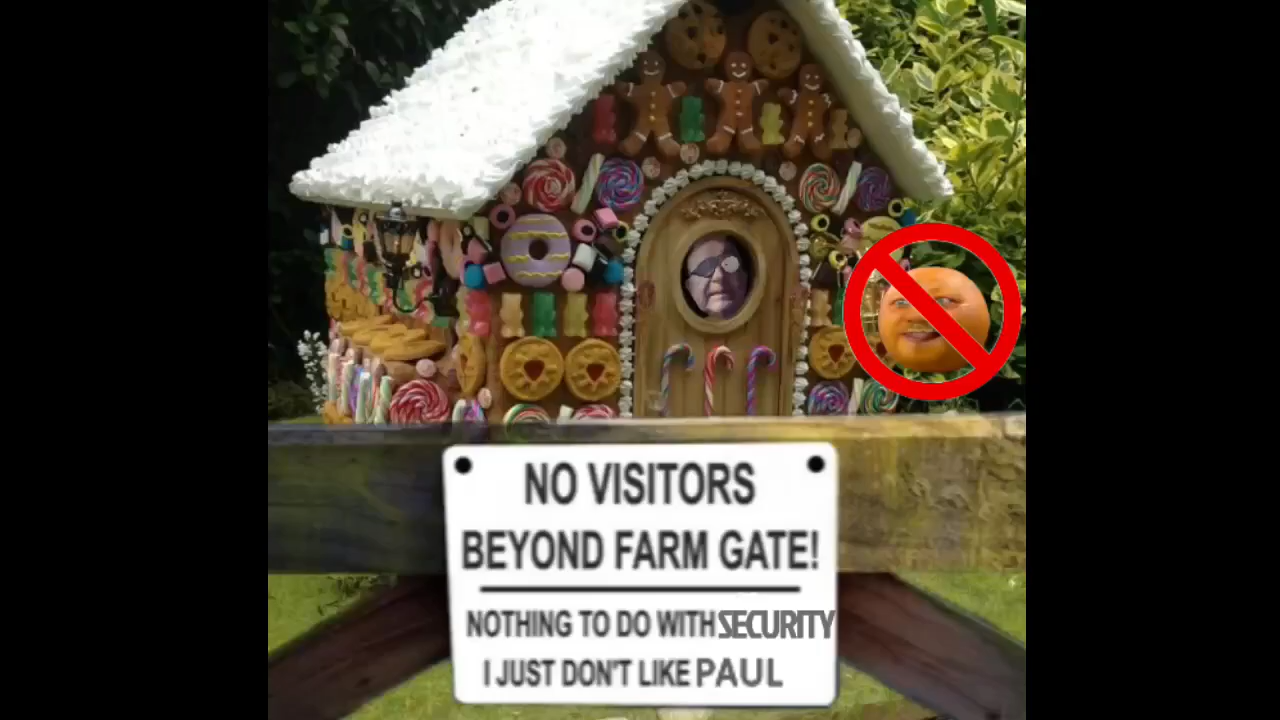 NO VISITORS
BEYOND FARM GATE!
NOTHING TO DO WITH SECURITY
I JUST DON'T LIKE PAUL